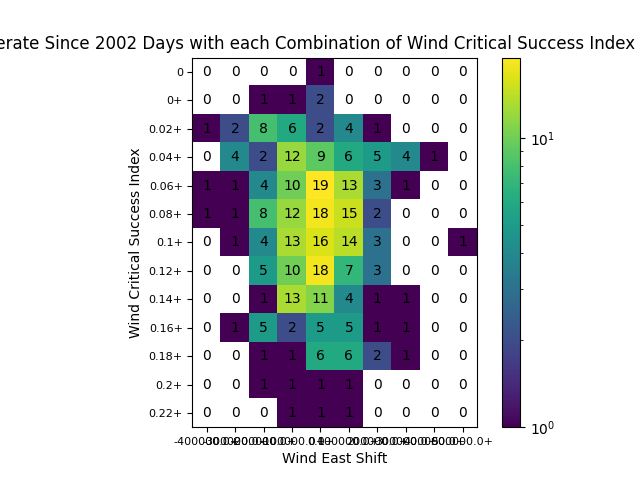 erate Since 2002 Days with each Combination of Wind Critical Success Index
Wind Critical Success Index
0 0 0 0 0 1 0 0 0 0 0
0+ 0 0 1 1 2 0 0 0 0 0
0.02+ 1 2 8 6 2 4 1 0 0 0
0.04+ 0 4 2 12 9 6 5 4 1 0
0.06+ 1 1 4 10 19 13 3 1 0 0
0.08+ 1 1 8 12 18 15 2 0 0 0
0.1+ 0 1 4 13 16 14 3 0 0 1
0.12+ 0 0 5 10 18 7 3 0 0 0
0.14+ 0 0 1 13 11 4 1 1 0 0
0.16+ 0 1 5 2 5 5 1 1 0 0
0.18+ 0 0 1 1 6 6 2 1 0 0
0.2+ 0 0 1 1 1 1 0 0 0 0
0.22+ 0 0 0 1 1 1 0 0 0 0
Wind East Shift
10¹
10⁰